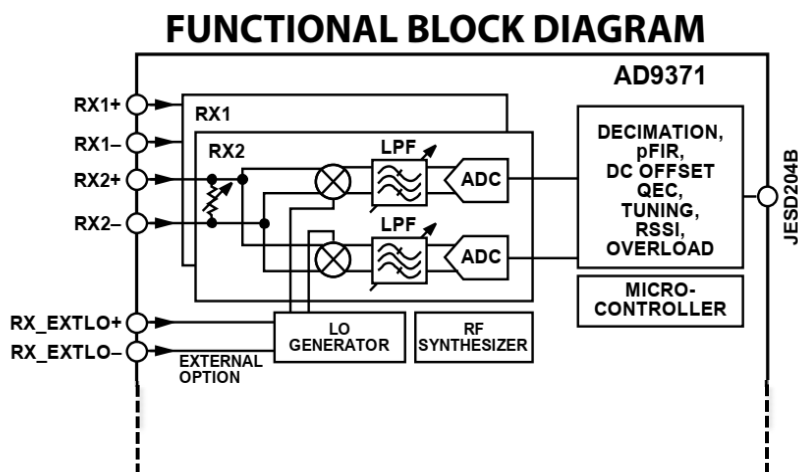 FUNCTIONAL BLOCK DIAGRAM
AD9371
RX1+
RX1–
RX2+
RX2–
RX1
RX2
LPF
ADC
LPF
ADC
DECIMATION,
pFIR,
DC OFFSET
QEC,
TUNING,
RSSI,
OVERLOAD
JESD204B
MICRO-
CONTROLLER
RX_EXTLO+
RX_EXTLO–
EXTERNAL
OPTION
LO
GENERATOR
RF
SYNTHESIZER